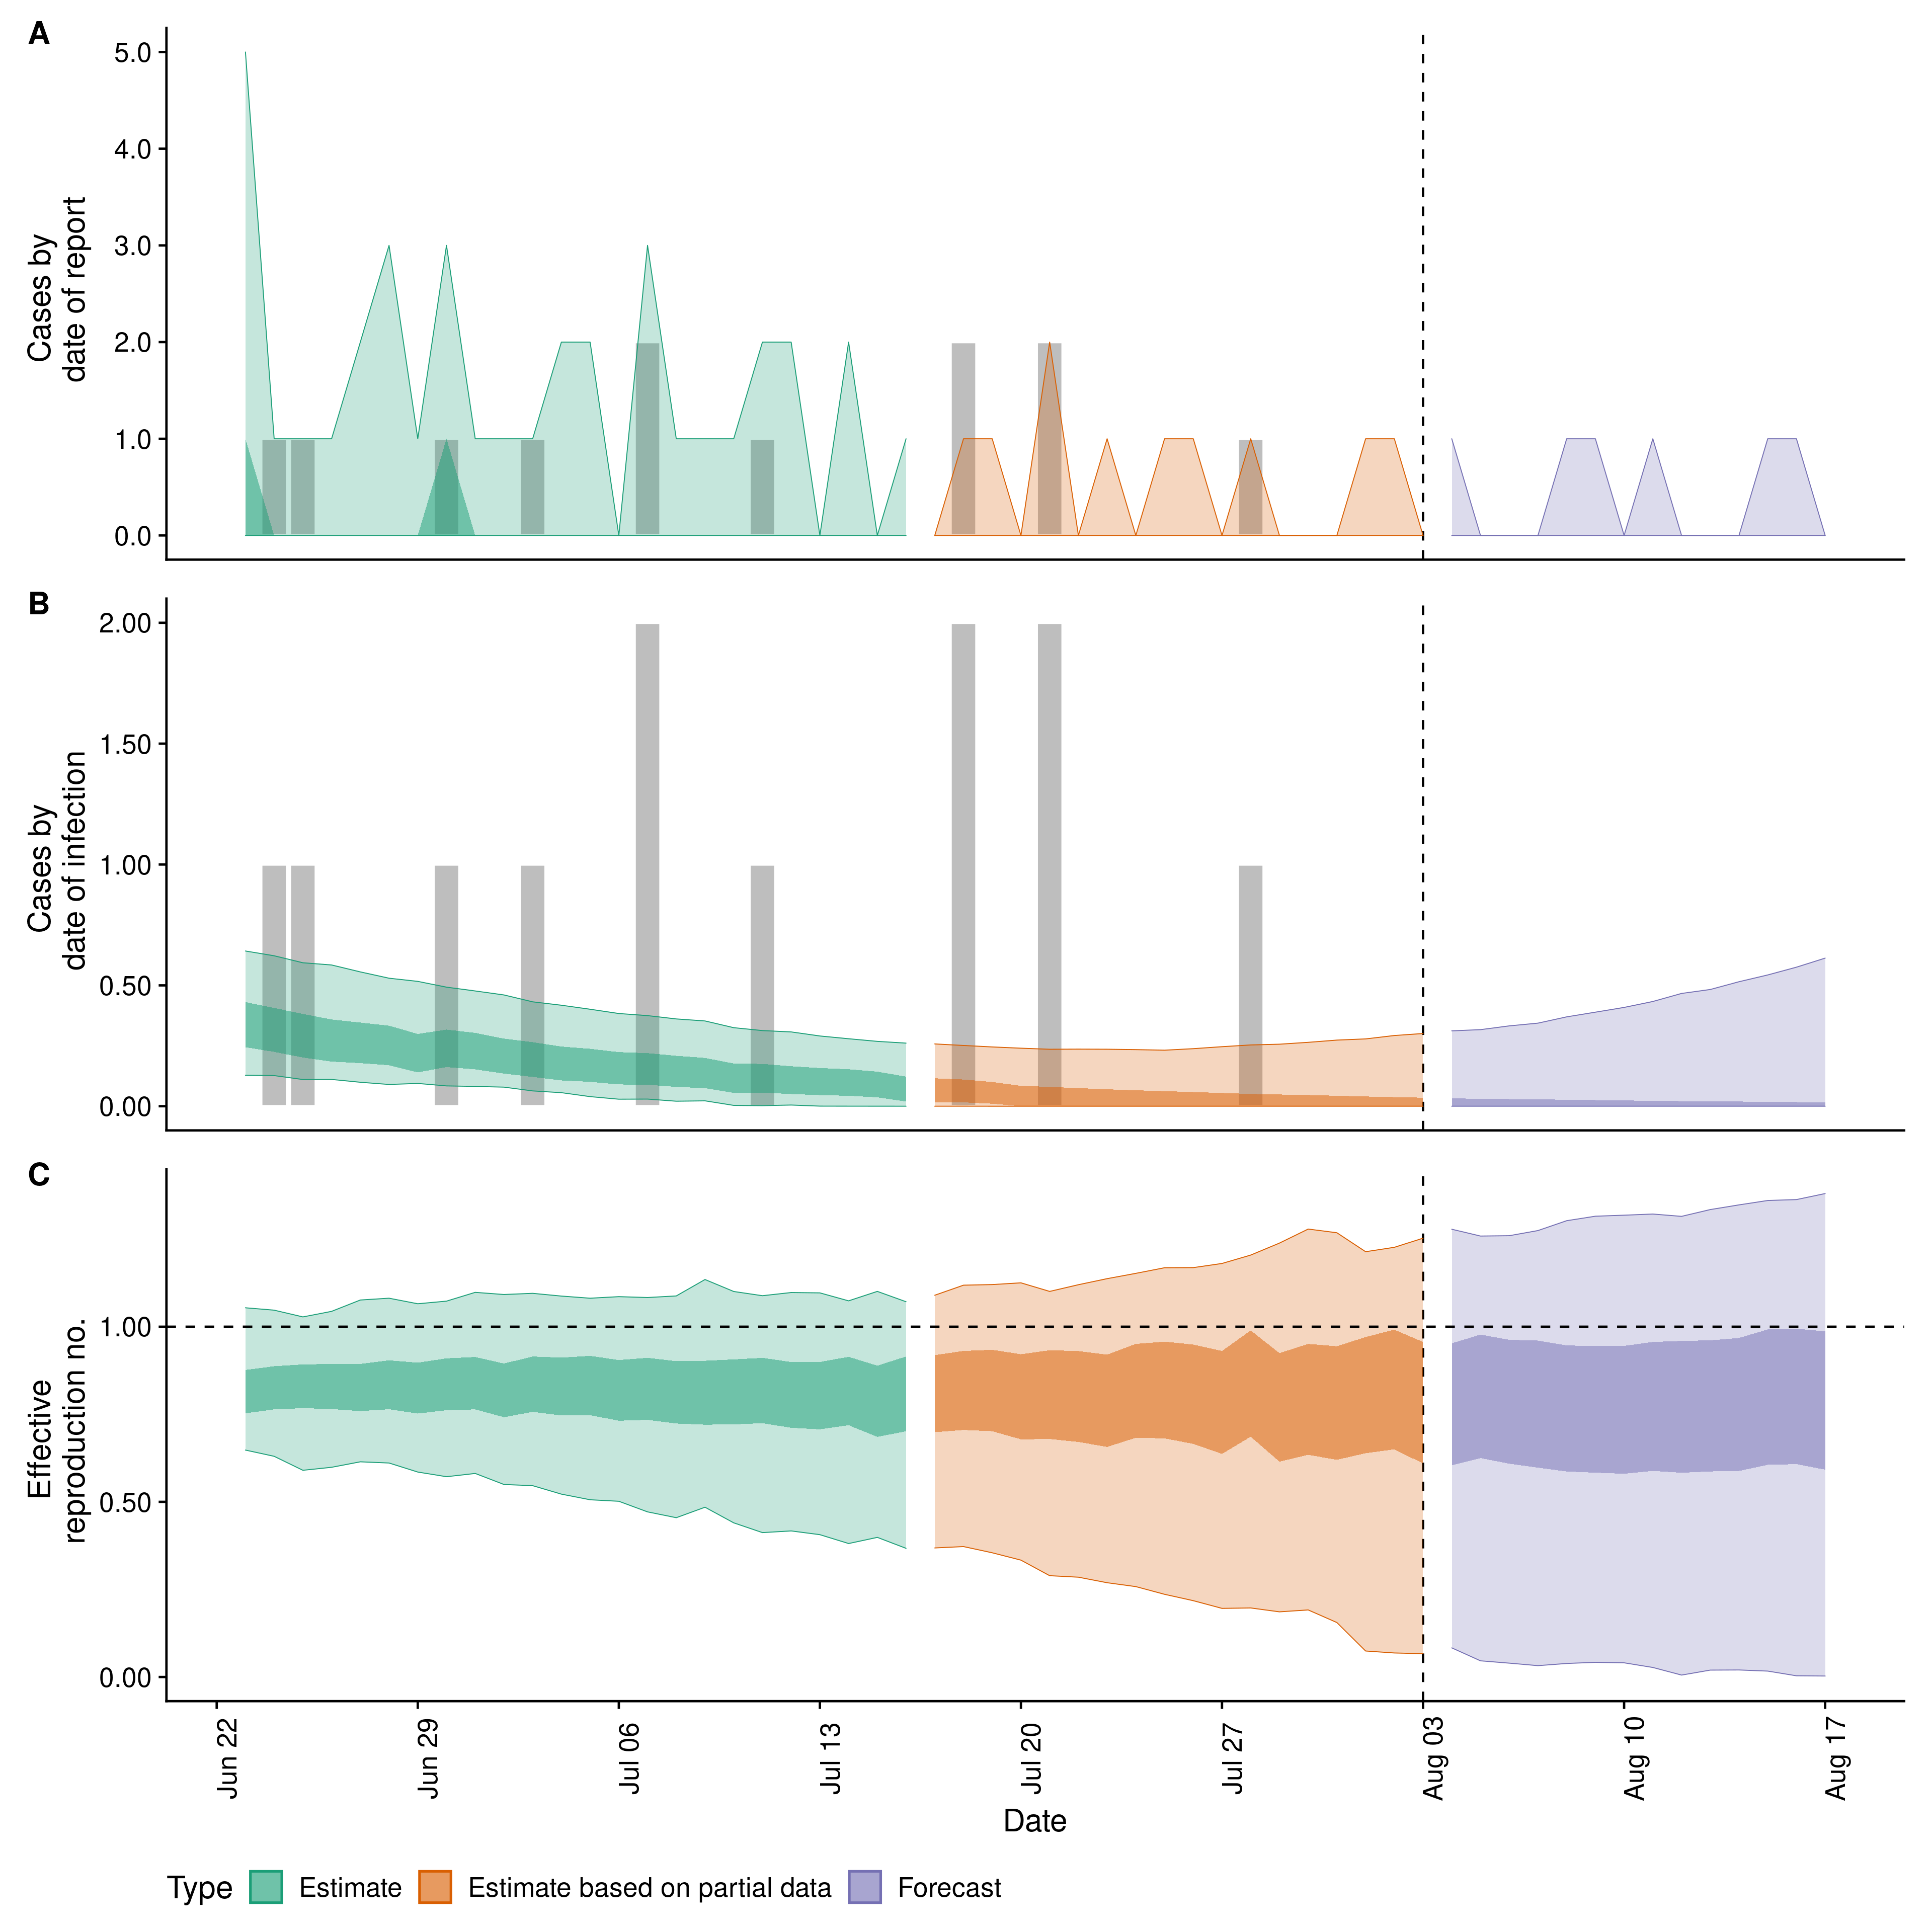 A
5.0
4.0
3.0
2.0
1.0
0.0
Cases by
date of report
B
2.00
1.50
1.00
0.50
0.00
Cases by
date of infection
C
1.00
0.50
0.00
Effective
reproduction no.
Jun 22
Jun 29
Jul 06
Jul 13
Jul 20
Jul 27
Aug 03
Aug 10
Aug 17
Date
Type Estimate Estimate based on partial data Forecast